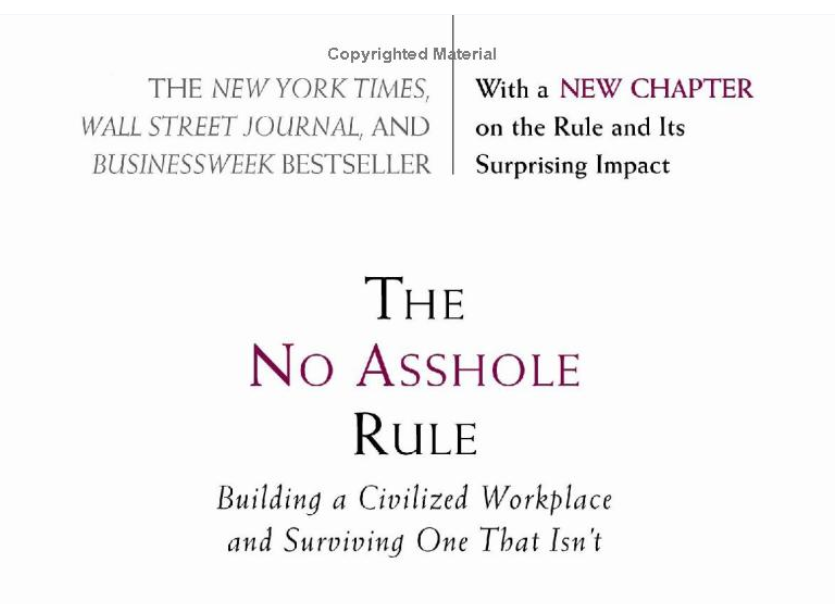 Copyrighted Material
THE NEW YORK TIMES,
WALL STREET JOURNAL, AND
BUSINESSWEEK BESTSELLER
With a NEW CHAPTER
on the Rule and Its
Surprising Impact
THE
NO ASSHOLE
RULE
Building a Civilized Workplace
and Surviving One That Isn't